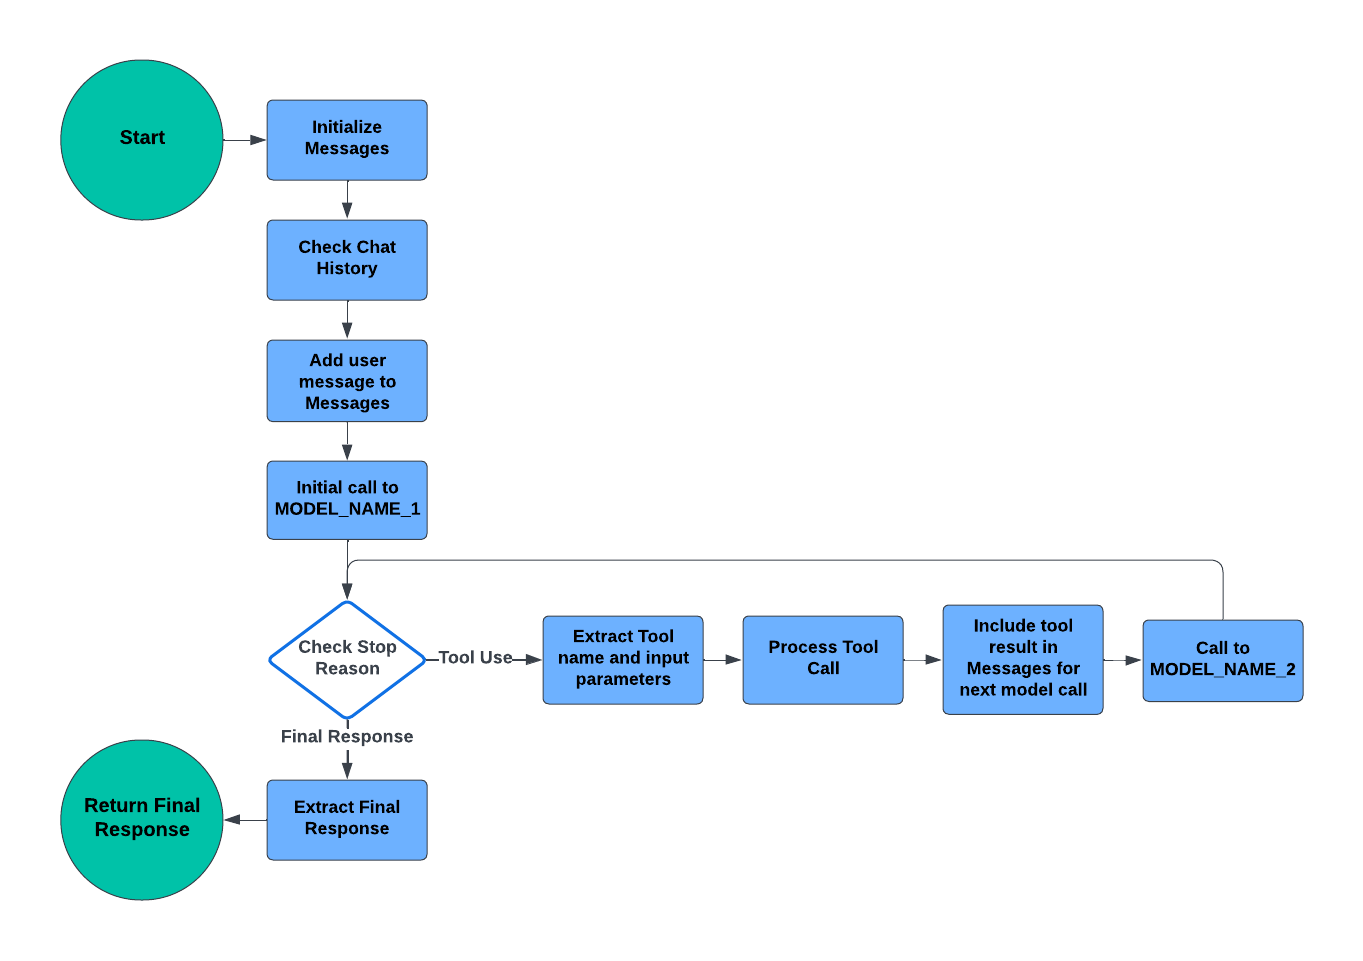 Start
Initialize
Messages
Check Chat
History
Add user
message to
Messages
Initial call to
MODEL_NAME_1
Check Stop
Reason
Tool Use
Extract Tool
name and input
parameters
Process Tool
Call
Include tool
result in
Messages for
next model call
Call to
MODEL_NAME_2
Final Response
Extract Final
Response
Return Final
Response